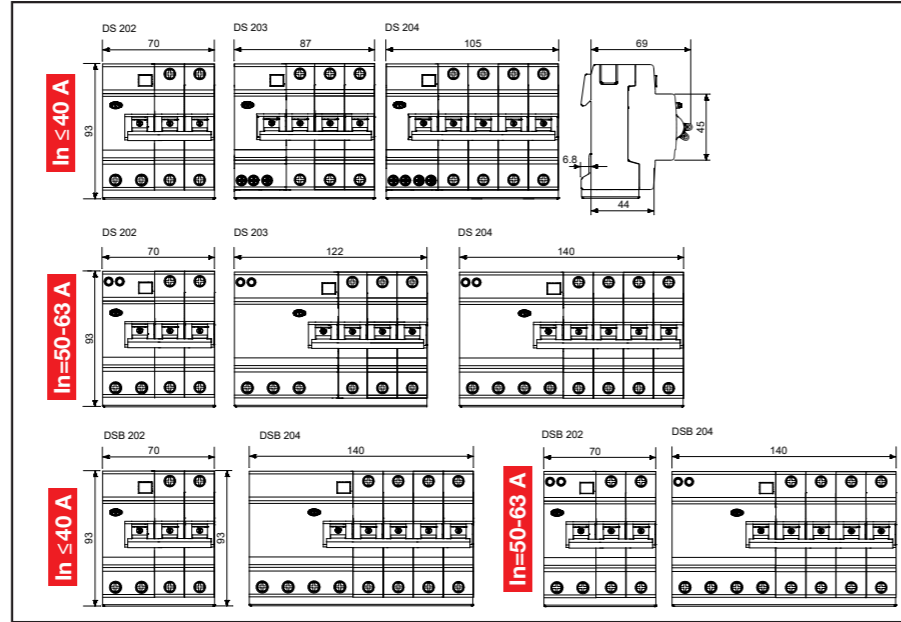 DS 202
DS 203
DS 204
70
87
105
69
In ≤40 A
93
45
6.8
44
DS 202
DS 203
DS 204
70
122
140
In=50-63 A
93
DSB 202
DSB 204
DSB 202
DSB 204
70
140
70
140
In ≤40 A
93
93
In=50-63 A